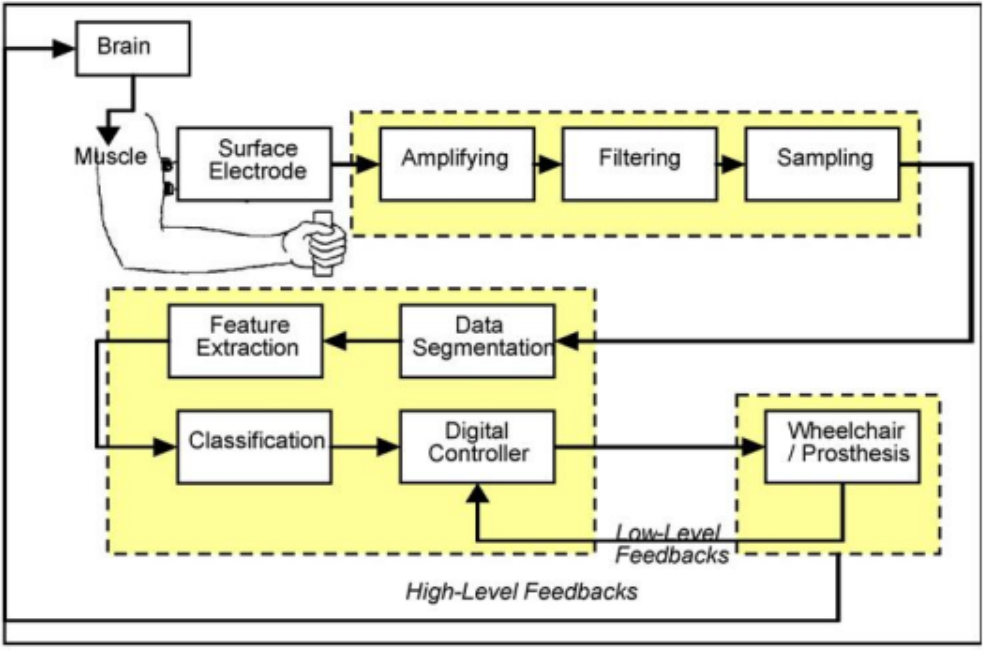 Brain
Muscle
Surface
Electrode
Amplifying
Filtering
Sampling
Feature
Extraction
Data
Segmentation
Classification
Digital
Controller
Wheelchair
/ Prosthesis
Low-Level
Feedbacks
High-Level Feedbacks